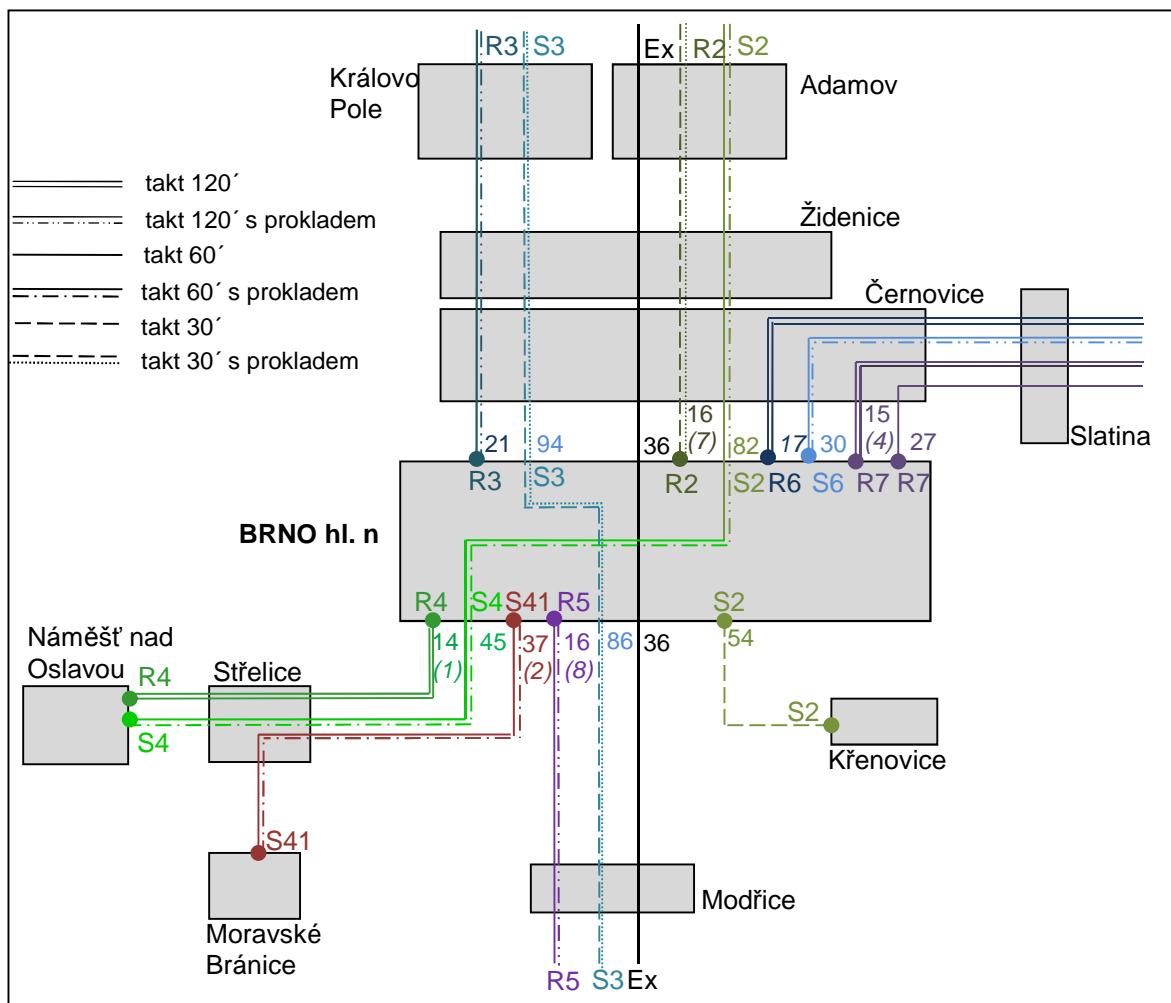 R3
S3
Ex
R2
S2
Královo
Pole
Adamov
takt 120´
takt 120´ s prokladem
takt 60´
takt 60´ s prokladem
takt 30´
takt 30´ s prokladem
Židenice
Černovice
Slatina
21
94
36
16
(7)
82
17
30
15
(4)
27
R3
S3
R2
S2
R6
S6
R7
R7
BRNO hl. n
R4
S4
S41
R5
S2
14
(1)
45
37
(2)
16
(8)
86
36
54
Náměšť nad
Oslavou
R4
S4
Střelice
S2
Křenovice
S41
Moravské
Bránice
Modřice
R5
S3
Ex